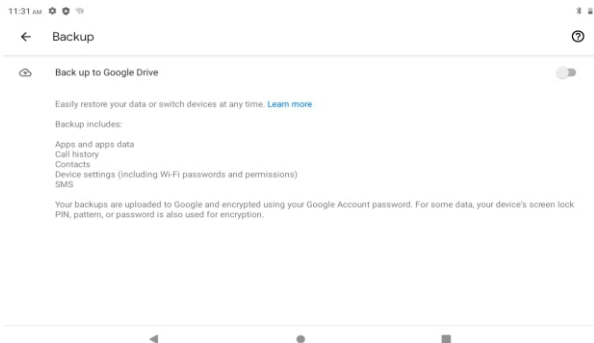 11:31 AM
Backup
Back up to Google Drive
Easily restore your data or switch devices at any time. Learn more
Backup includes:
Apps and apps data
Call history
Contacts
Device settings (including Wi-Fi passwords and permissions)
SMS
Your backups are uploaded to Google and encrypted using your Google Account password. For some data, your device's screen lock
PIN, pattern, or password is also used for encryption.